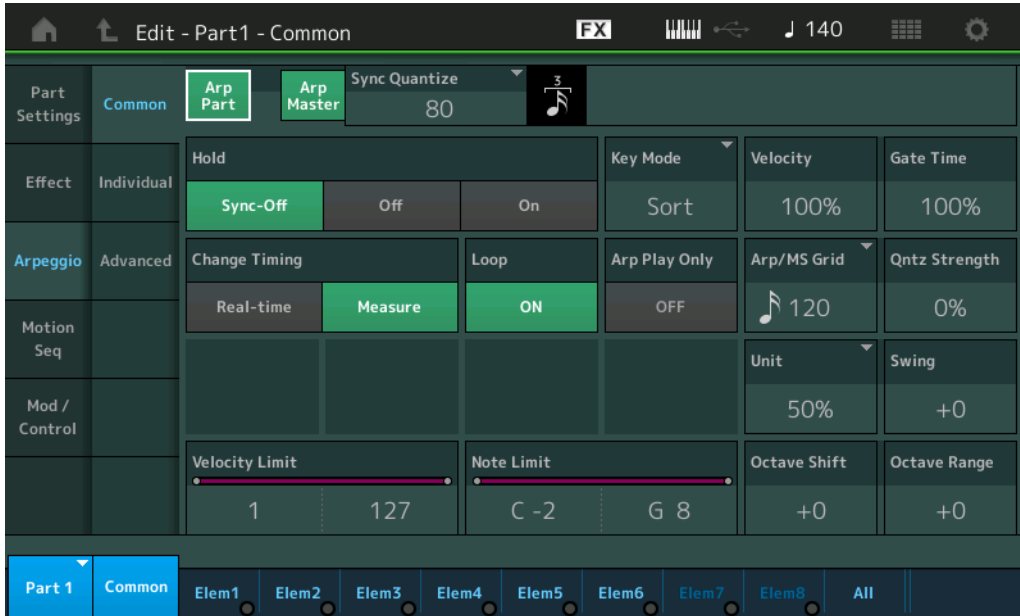 Edit - Part1 - Common
FX
140
Part
Settings
Common
Arp
Part
Arp
Master
Sync Quantize
80
3
Effect
Individual
Hold
Sync-Off
Off
On
Key Mode
Sort
Velocity
100%
Gate Time
100%
Arpeggio
Advanced
Change Timing
Real-time
Measure
Loop
ON
Arp Play Only
OFF
Arp/MS Grid
120
Qntz Strength
0%
Motion
Seq
Unit
50%
Swing
+0
Mod /
Control
Velocity Limit
1
127
Note Limit
C -2
G 8
Octave Shift
+0
Octave Range
+0
Part 1
Common
Elem1
Elem2
Elem3
Elem4
Elem5
Elem6
Elem7
Elem8
All